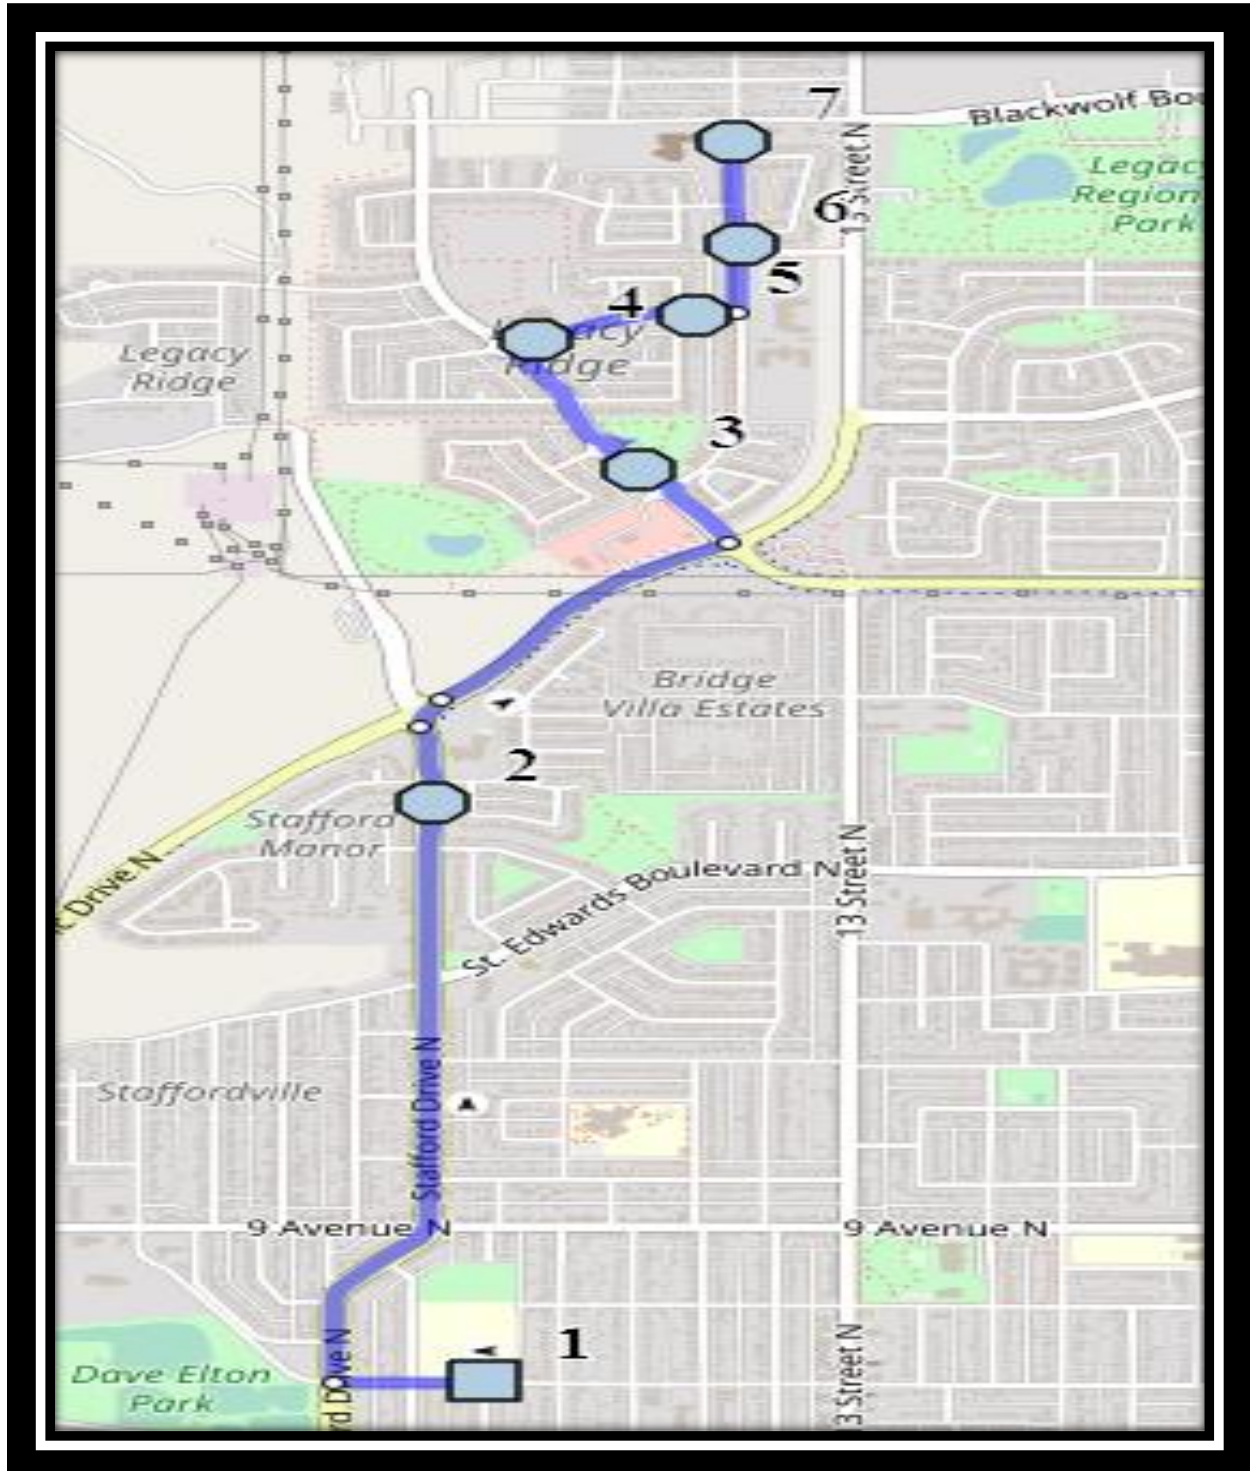 7
Blackwolf Bou
13 Street N
Legacy
Region
Park
6
5
4
Legacy
Ridge
Legacy
Ridge
3
Bridge
Villa Estates
2
Stafford
Manor
c Drive N
St. Edwards Boulevard N
13 Street N
Stafford Drive N
Staffordville
9 Avenue N
9 Avenue N
1
Dave Elton
Park
rd Drive N
13 Street N